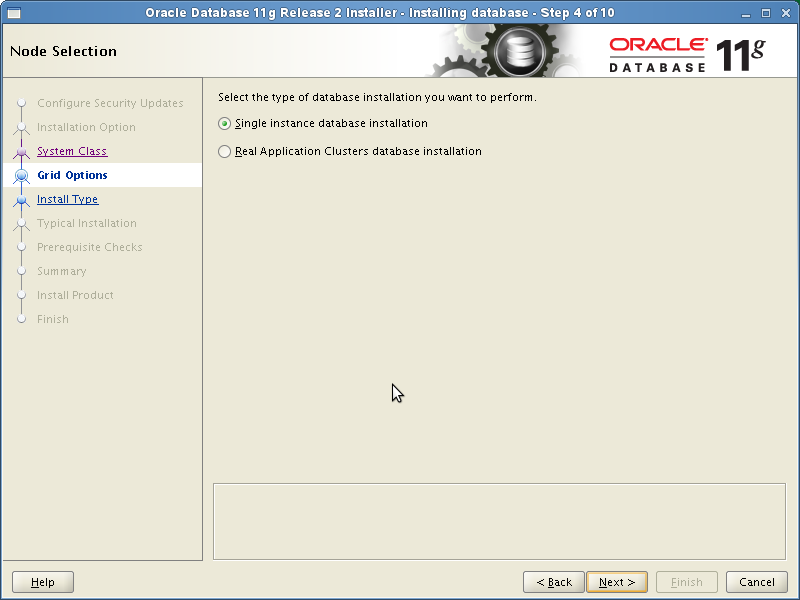 Oracle Database 11g Release 2 Installer - Installing database - Step 4 of 10
Node Selection
ORACLE
DATABASE
11g
Configure Security Updates
Installation Option
System Class
Grid Options
Install Type
Typical Installation
Prerequisite Checks
Summary
Install Product
Finish
Select the type of database installation you want to perform.
Single instance database installation
Real Application Clusters database installation
Help
< Back
Next >
Finish
Cancel